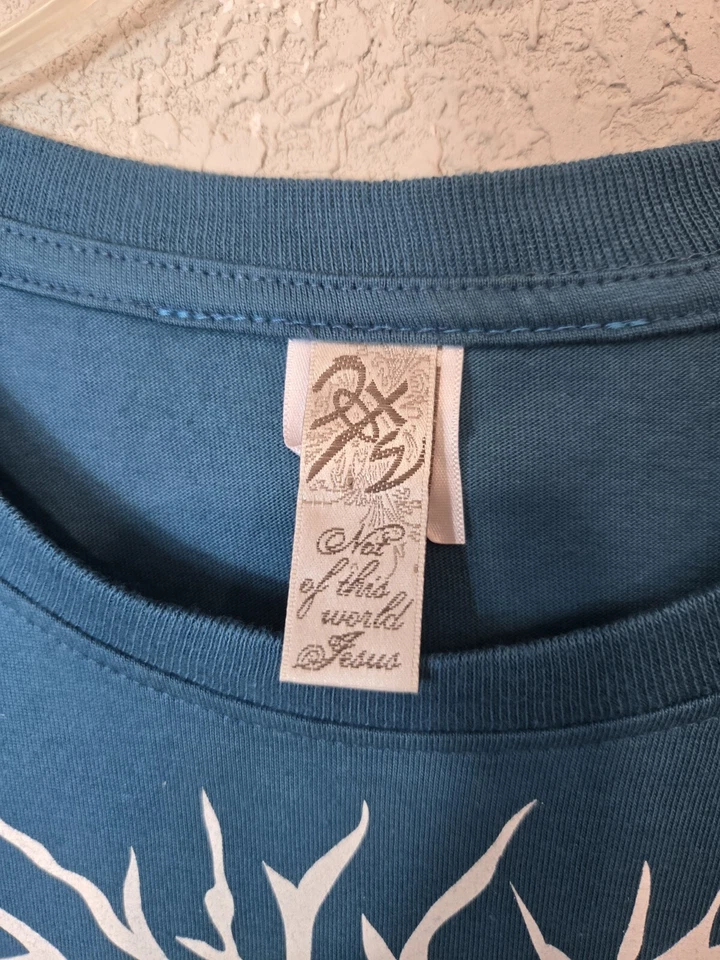 Not
of this
world
Jesus